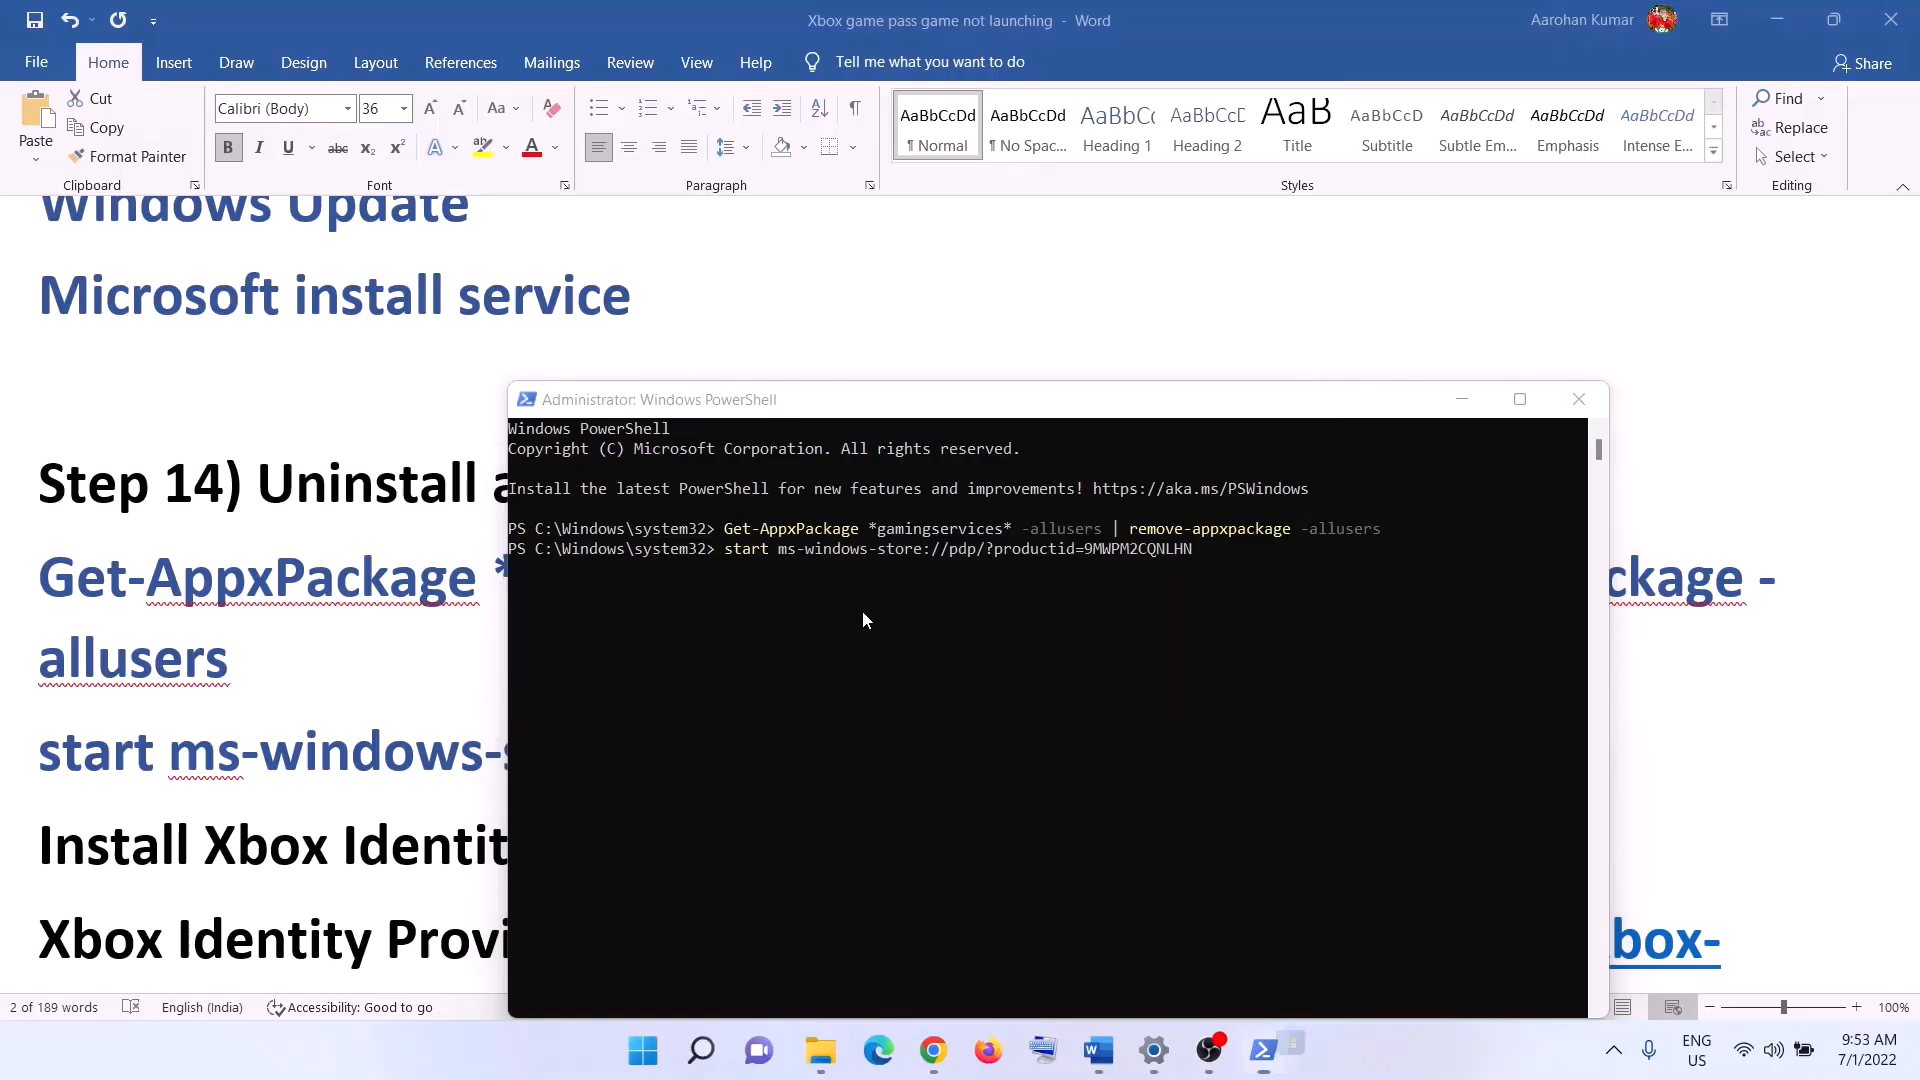 Xbox game pass game not launching - Word
Aarohan Kumar
File Home Insert Draw Design Layout References Mailings Review View Help Tell me what you want to do
Share
Paste
Cut
Copy
Format Painter
Clipboard
Calibri (Body) 36
Font
Paragraph
AaBbCcDd AaBbCcDd AaBbCc AaBbCcD AaB AaBbCcD AaBbCcDd AaBbCcDd AaBbCcDd
¶ Normal ¶ No Spac... Heading 1 Heading 2 Title Subtitle Subtle Em... Emphasis Intense E...
Styles
Find
Replace
Select
Editing
Windows Update
Microsoft install service
Step 14) Uninstall a
Get-AppxPackage *
ckage -
allusers
start ms-windows-s
Install Xbox Identit
Xbox Identity Provi
box-
Administrator: Windows PowerShell
Windows PowerShell
Copyright (C) Microsoft Corporation. All rights reserved.
Install the latest PowerShell for new features and improvements! https://aka.ms/PSWindows
PS C:\Windows\system32> Get-AppxPackage *gamingservices* -allusers | remove-appxpackage -allusers
PS C:\Windows\system32> start ms-windows-store://pdp/?productid=9MWPM2CQNLHN
2 of 189 words English (India) Accessibility: Good to go
100%
ENG
US
9:53 AM
7/1/2022